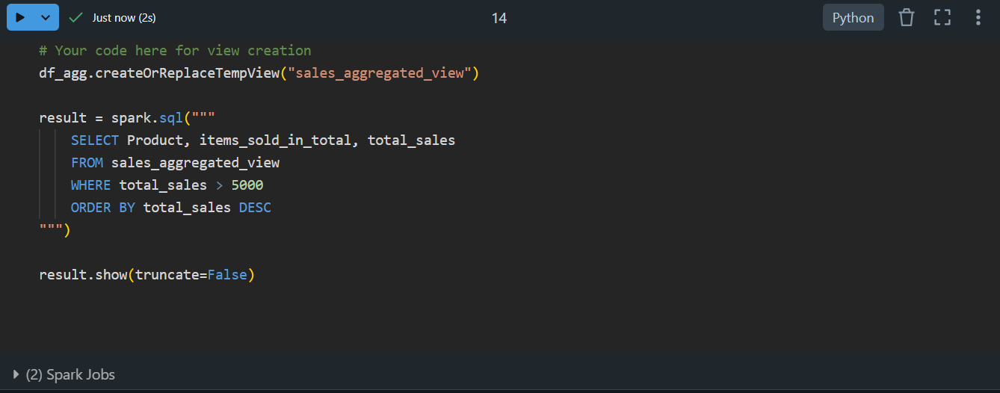 Just now (2s)
14
Python
# Your code here for view creation
df_agg.createOrReplaceTempView("sales_aggregated_view")
result = spark.sql("""
SELECT Product, items_sold_in_total, total_sales
FROM sales_aggregated_view
WHERE total_sales > 5000
ORDER BY total_sales DESC
""")
result.show(truncate=False)
(2) Spark Jobs